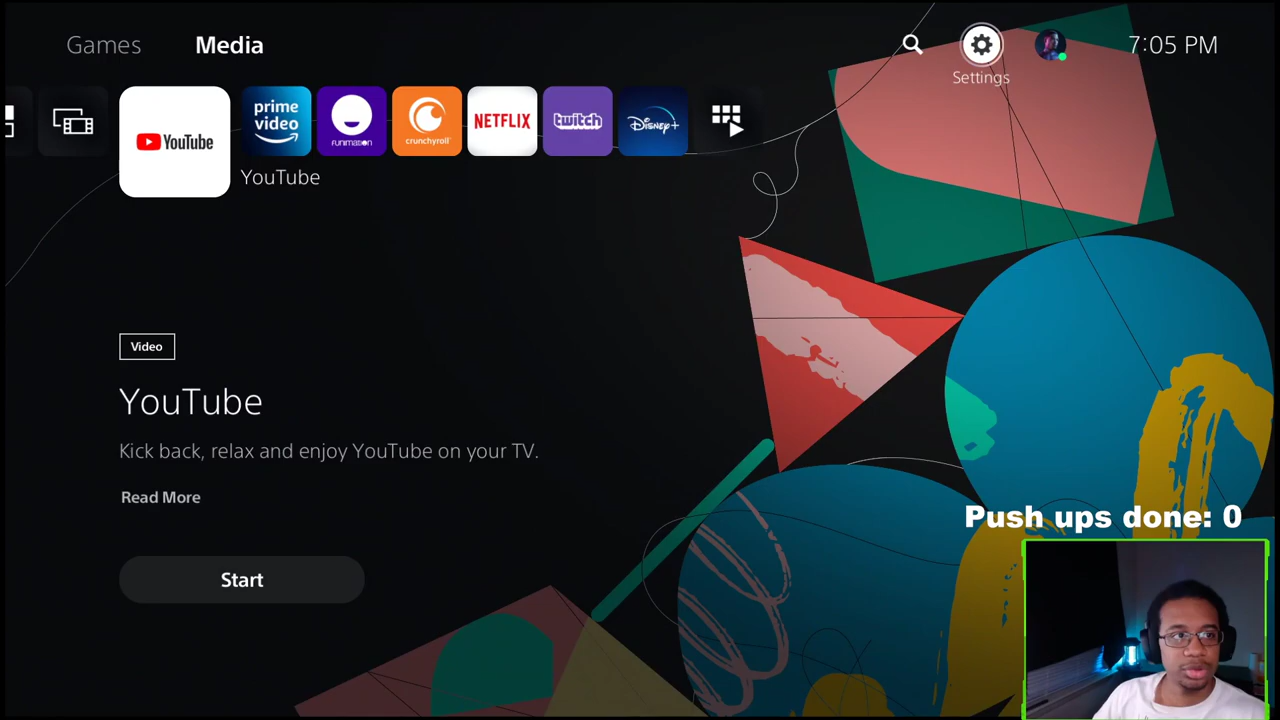 Games
Media
Settings
7:05 PM
YouTube
prime video
FUNIMATION
crunchyroll
NETFLIX
twitch
Disney+
YouTube
Video
YouTube
Kick back, relax and enjoy YouTube on your TV.
Read More
Start
Push ups done: 0